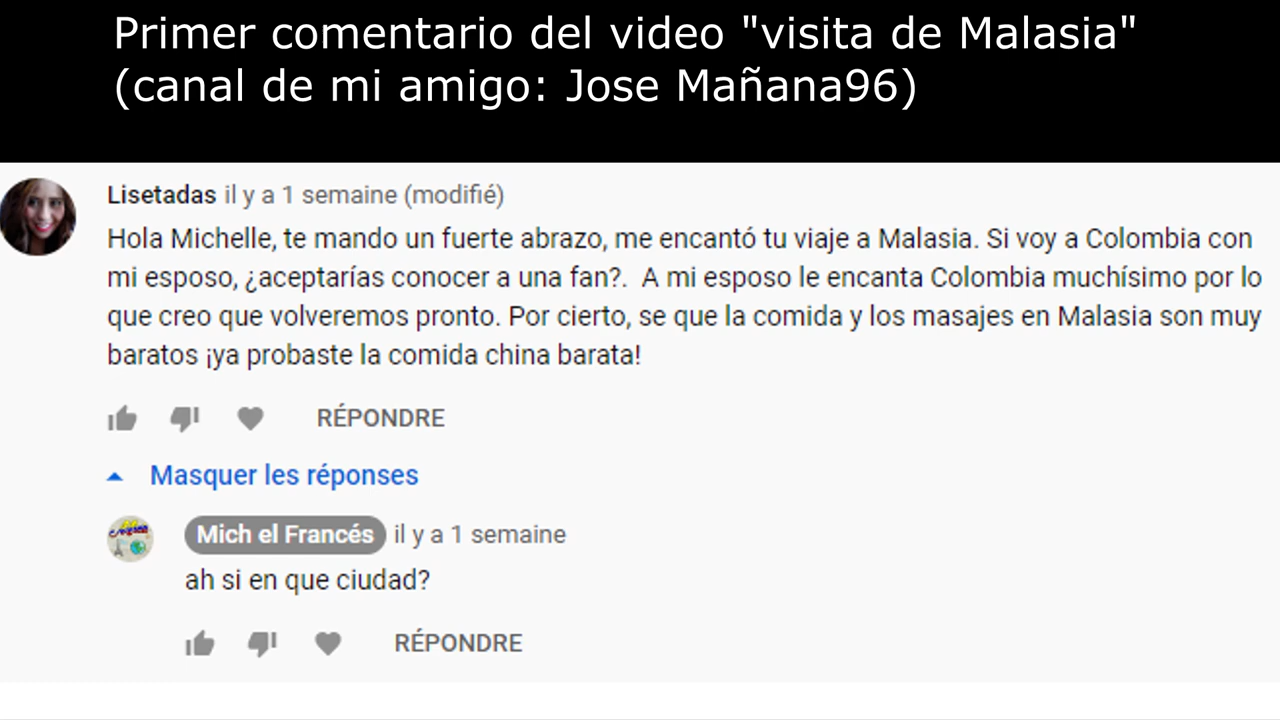 Primer comentario del video "visita de Malasia"
(canal de mi amigo: Jose Mañana96)
Lisetadas il y a 1 semaine (modifié)
Hola Michelle, te mando un fuerte abrazo, me encantó tu viaje a Malasia. Si voy a Colombia con
mi esposo, ¿aceptarías conocer a una fan?.  A mi esposo le encanta Colombia muchísimo por lo
que creo que volveremos pronto. Por cierto, se que la comida y los masajes en Malasia son muy
baratos ¡ya probaste la comida china barata!
RÉPONDRE
Masquer les réponses
Mich el Francés il y a 1 semaine
ah si en que ciudad?
RÉPONDRE